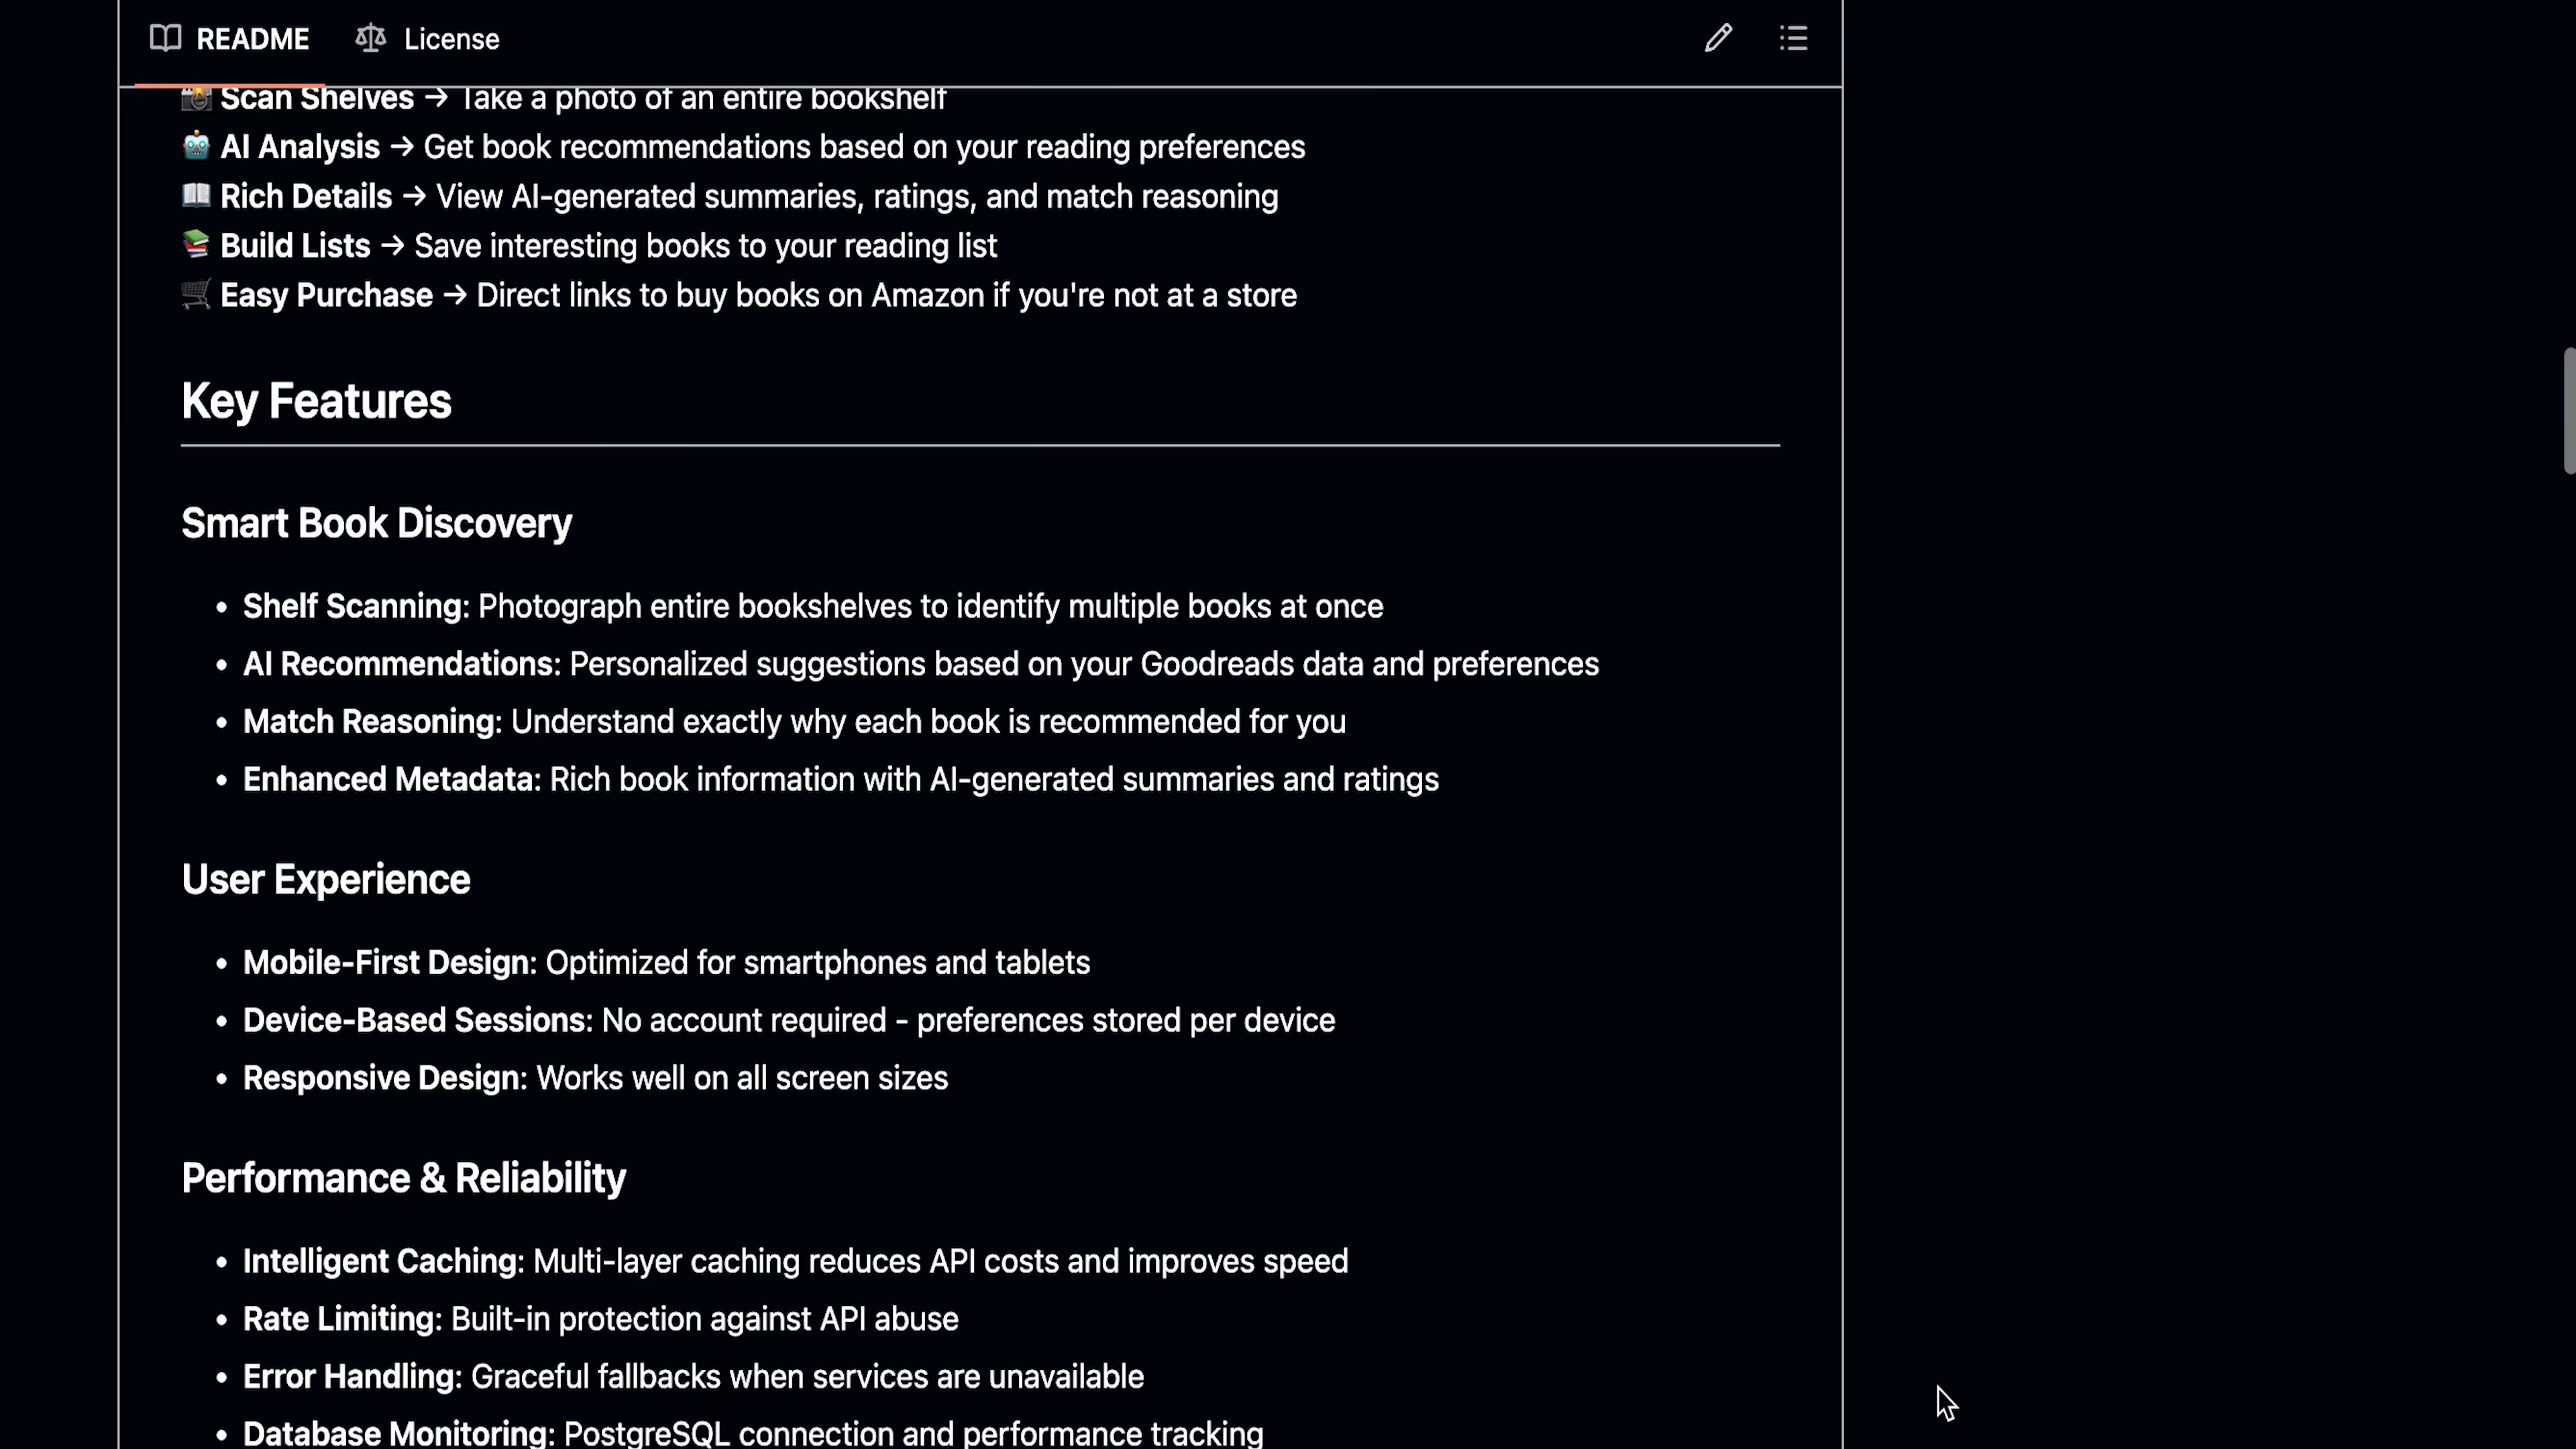 README License
📸 Scan Shelves → Take a photo of an entire bookshelf
🤖 AI Analysis → Get book recommendations based on your reading preferences
📖 Rich Details → View AI-generated summaries, ratings, and match reasoning
📚 Build Lists → Save interesting books to your reading list
🛒 Easy Purchase → Direct links to buy books on Amazon if you're not at a store
Key Features
Smart Book Discovery
• Shelf Scanning: Photograph entire bookshelves to identify multiple books at once
• AI Recommendations: Personalized suggestions based on your Goodreads data and preferences
• Match Reasoning: Understand exactly why each book is recommended for you
• Enhanced Metadata: Rich book information with AI-generated summaries and ratings
User Experience
• Mobile-First Design: Optimized for smartphones and tablets
• Device-Based Sessions: No account required - preferences stored per device
• Responsive Design: Works well on all screen sizes
Performance & Reliability
• Intelligent Caching: Multi-layer caching reduces API costs and improves speed
• Rate Limiting: Built-in protection against API abuse
• Error Handling: Graceful fallbacks when services are unavailable
• Database Monitoring: PostgreSQL connection and performance tracking